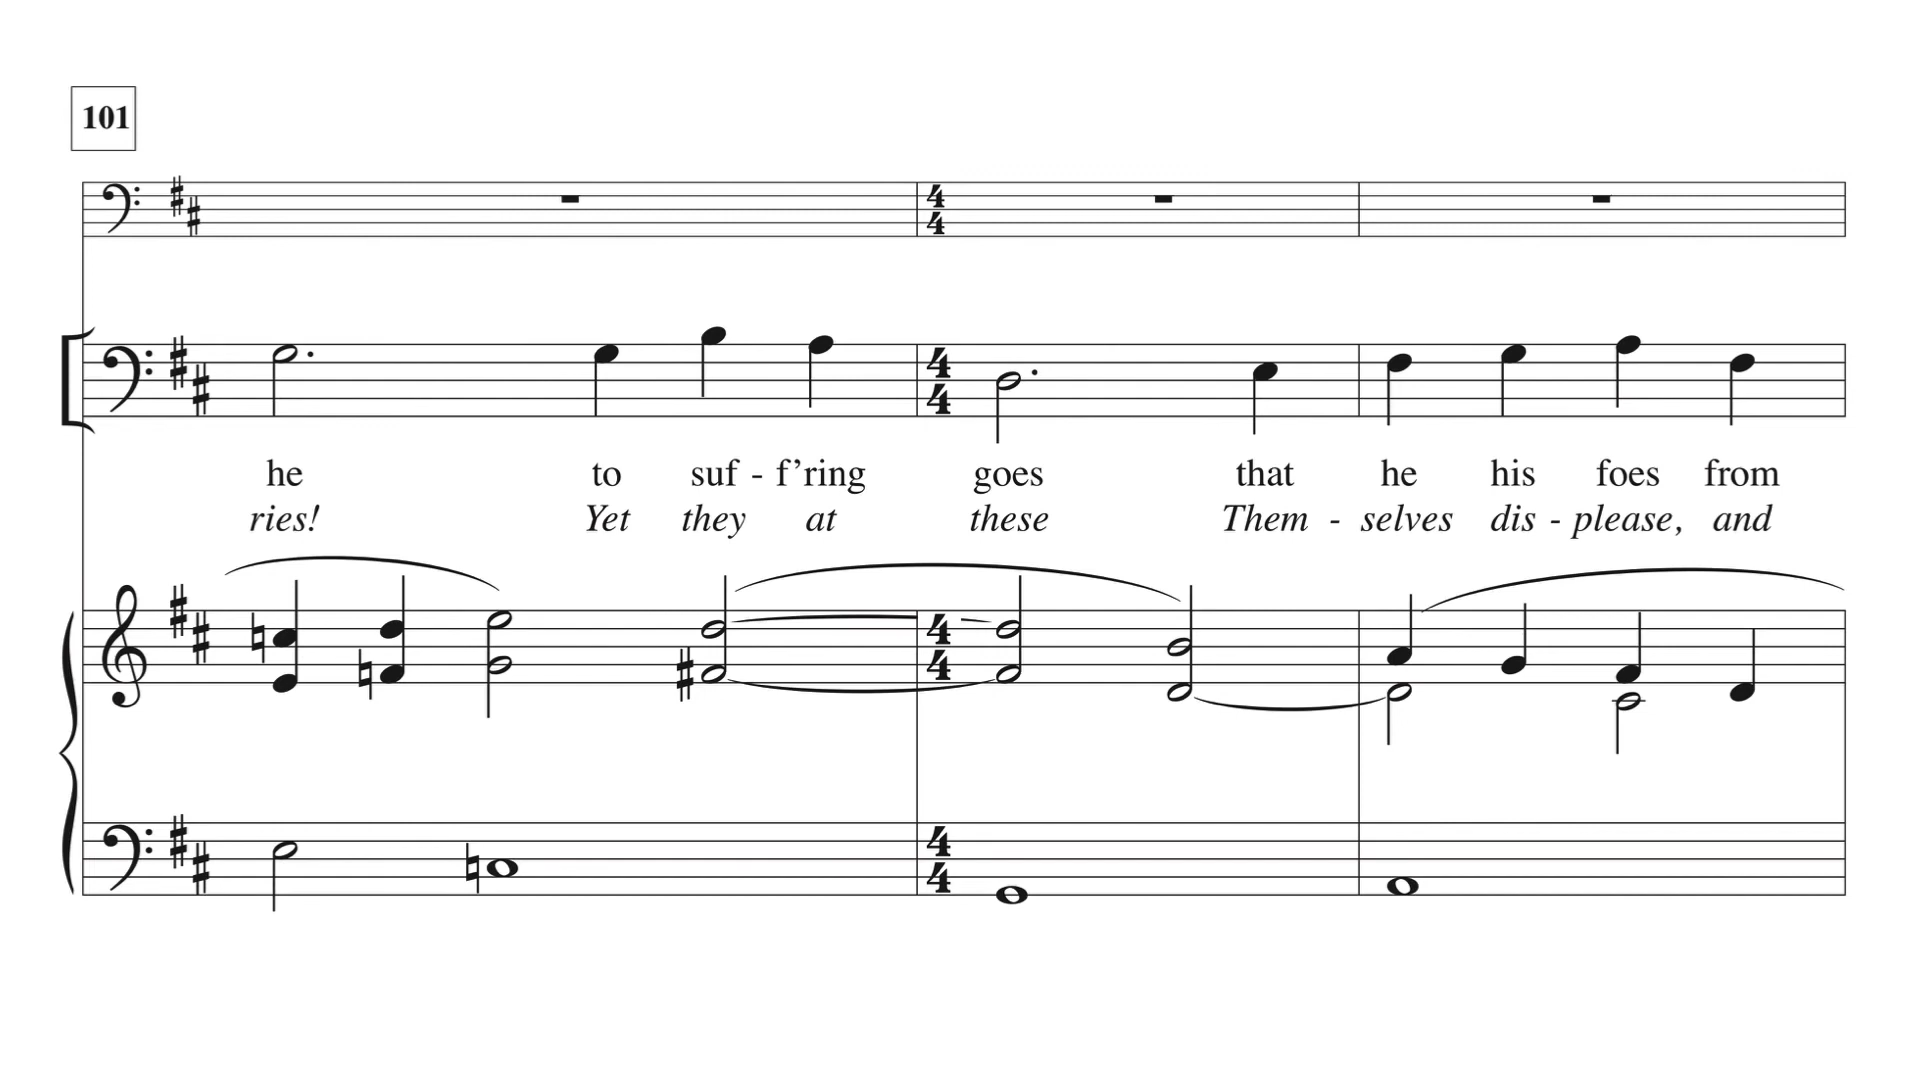 101
he to suf - f’ring goes that he his foes from
ries! Yet they at these Them - selves dis - please, and